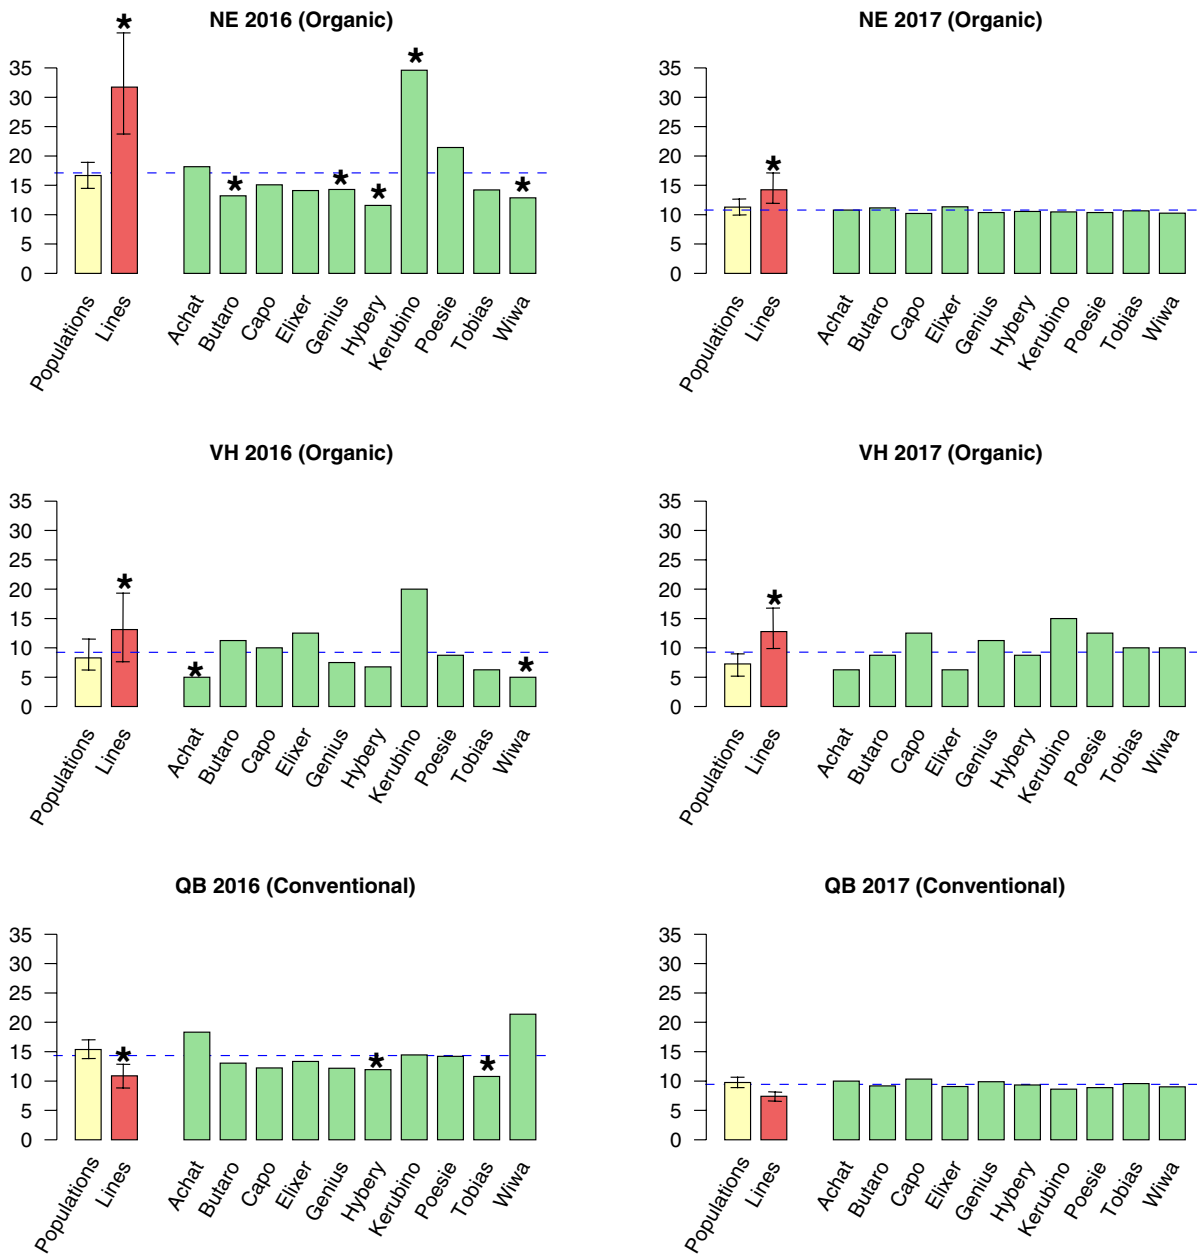 NE 2016 (Organic)
35
30
25
20
15
10
5
0
Populations
Lines
Achat
Butaro
Capo
Elixer
Genius
Hybery
Kerubino
Poesie
Tobias
Wiwa
NE 2017 (Organic)
35
30
25
20
15
10
5
0
Populations
Lines
Achat
Butaro
Capo
Elixer
Genius
Hybery
Kerubino
Poesie
Tobias
Wiwa
VH 2016 (Organic)
35
30
25
20
15
10
5
0
Populations
Lines
Achat
Butaro
Capo
Elixer
Genius
Hybery
Kerubino
Poesie
Tobias
Wiwa
VH 2017 (Organic)
35
30
25
20
15
10
5
0
Populations
Lines
Achat
Butaro
Capo
Elixer
Genius
Hybery
Kerubino
Poesie
Tobias
Wiwa
QB 2016 (Conventional)
35
30
25
20
15
10
5
0
Populations
Lines
Achat
Butaro
Capo
Elixer
Genius
Hybery
Kerubino
Poesie
Tobias
Wiwa
QB 2017 (Conventional)
35
30
25
20
15
10
5
0
Populations
Lines
Achat
Butaro
Capo
Elixer
Genius
Hybery
Kerubino
Poesie
Tobias
Wiwa